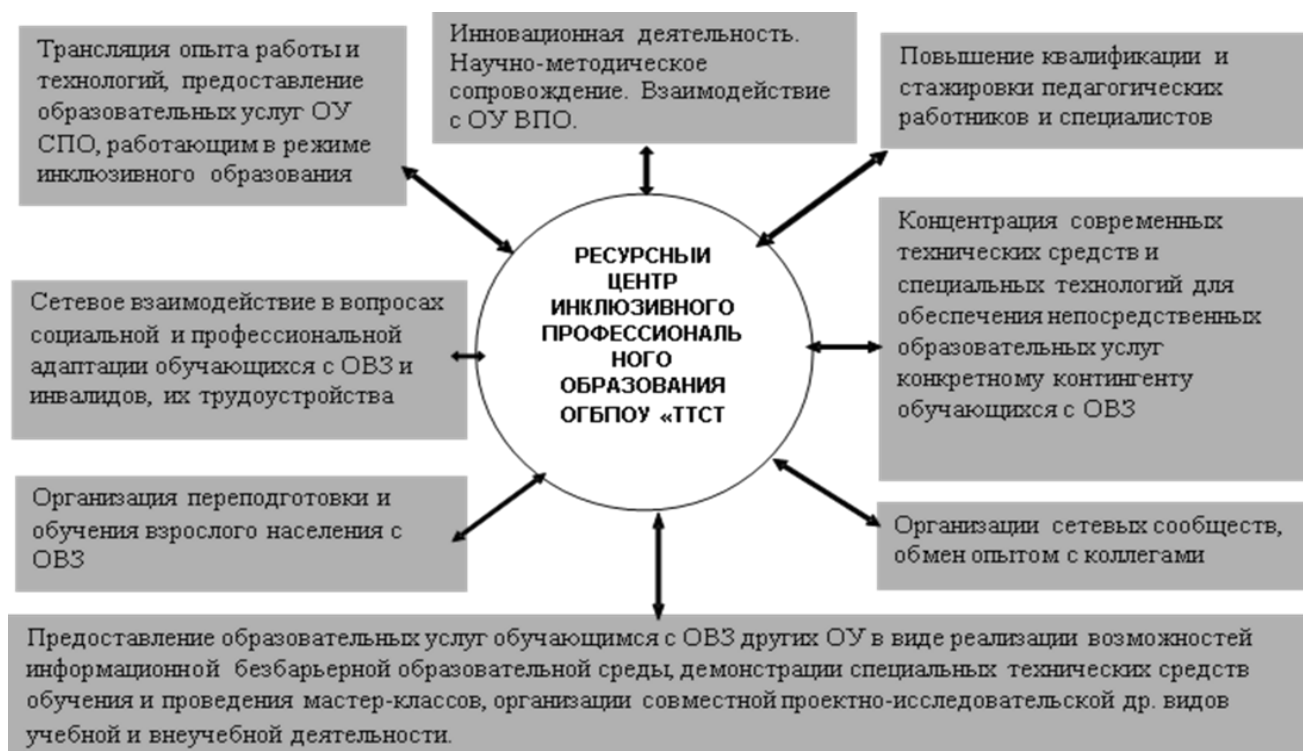 Трансляция опыта работы и
технологий, предоставление
образовательных услуг ОУ
СПО, работающим в режиме
инклюзивного образования
Инновационная деятельность.
Научно-методическое
сопровождение. Взаимодействие
с ОУ ВПО.
Повышение квалификации и
стажировки педагогических
работников и специалистов
Сетевое взаимодействие в вопросах
социальной и профессиональной
адаптации обучающихся с ОВЗ и
инвалидов, их трудоустройства
РЕСУРСНЫЙ
ЦЕНТР
ИНКЛЮЗИВНОГО
ПРОФЕССИОНАЛЬ
НОГО
ОБРАЗОВАНИЯ
ОГБПОУ «ТТСТ
Концентрация современных
технических средств и
специальных технологий для
обеспечения непосредственных
образовательных услуг
конкретному контингенту
обучающихся с ОВЗ
Организация переподготовки и
обучения взрослого населения с
ОВЗ
Организации сетевых сообществ,
обмен опытом с коллегами
Предоставление образовательных услуг обучающимся с ОВЗ других ОУ в виде реализации возможностей
информационной безбарьерной образовательной среды, демонстрации специальных технических средств
обучения и проведения мастер-классов, организации совместной проектно-исследовательской др. видов
учебной и внеучебной деятельности.